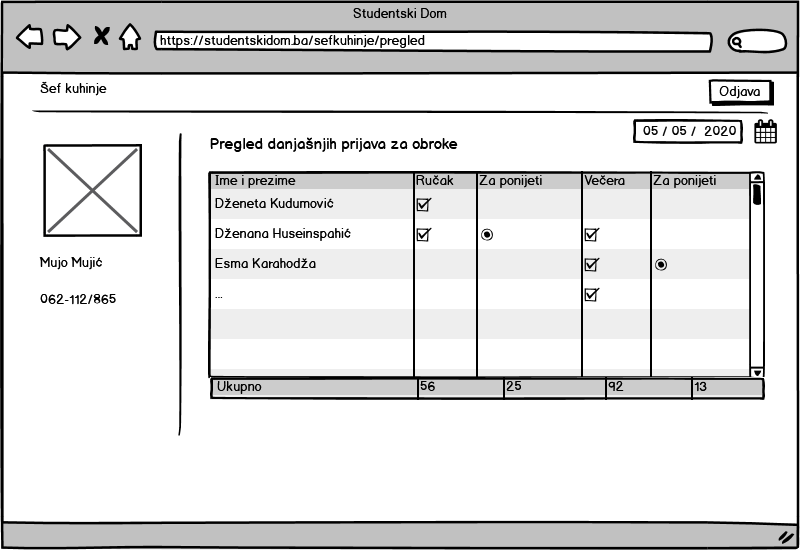 Studentski Dom
https://studentskidom.ba/sefkuhinje/pregled
Šef kuhinje
Odjava
05 / 05 / 2020
Pregled danjašnjih prijava za obroke
Ime i prezime Ručak Za ponijeti Večera Za ponijeti
Dženeta Kudumović
Dženana Huseinspahić
Esma Karahodža
...
Ukupno 56 25 92 13
Mujo Mujić
062-112/865